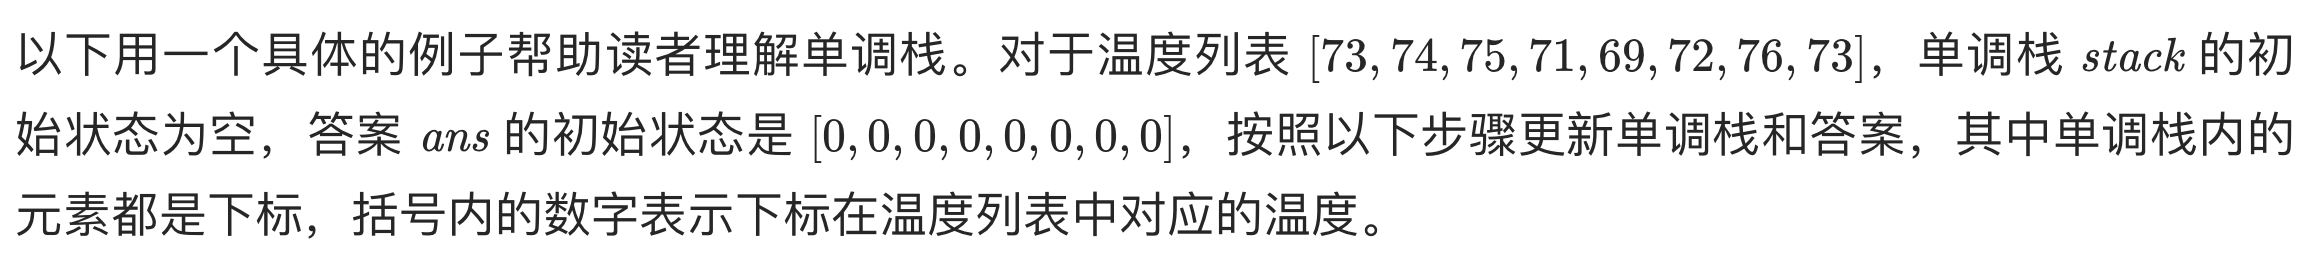 以下用一个具体的例子帮助读者理解单调栈。对于温度列表 [73, 74, 75, 71, 69, 72, 76, 73]，单调栈 stack 的初
始状态为空，答案 ans 的初始状态是 [0, 0, 0, 0, 0, 0, 0, 0]，按照以下步骤更新单调栈和答案，其中单调栈内的
元素都是下标，括号内的数字表示下标在温度列表中对应的温度。